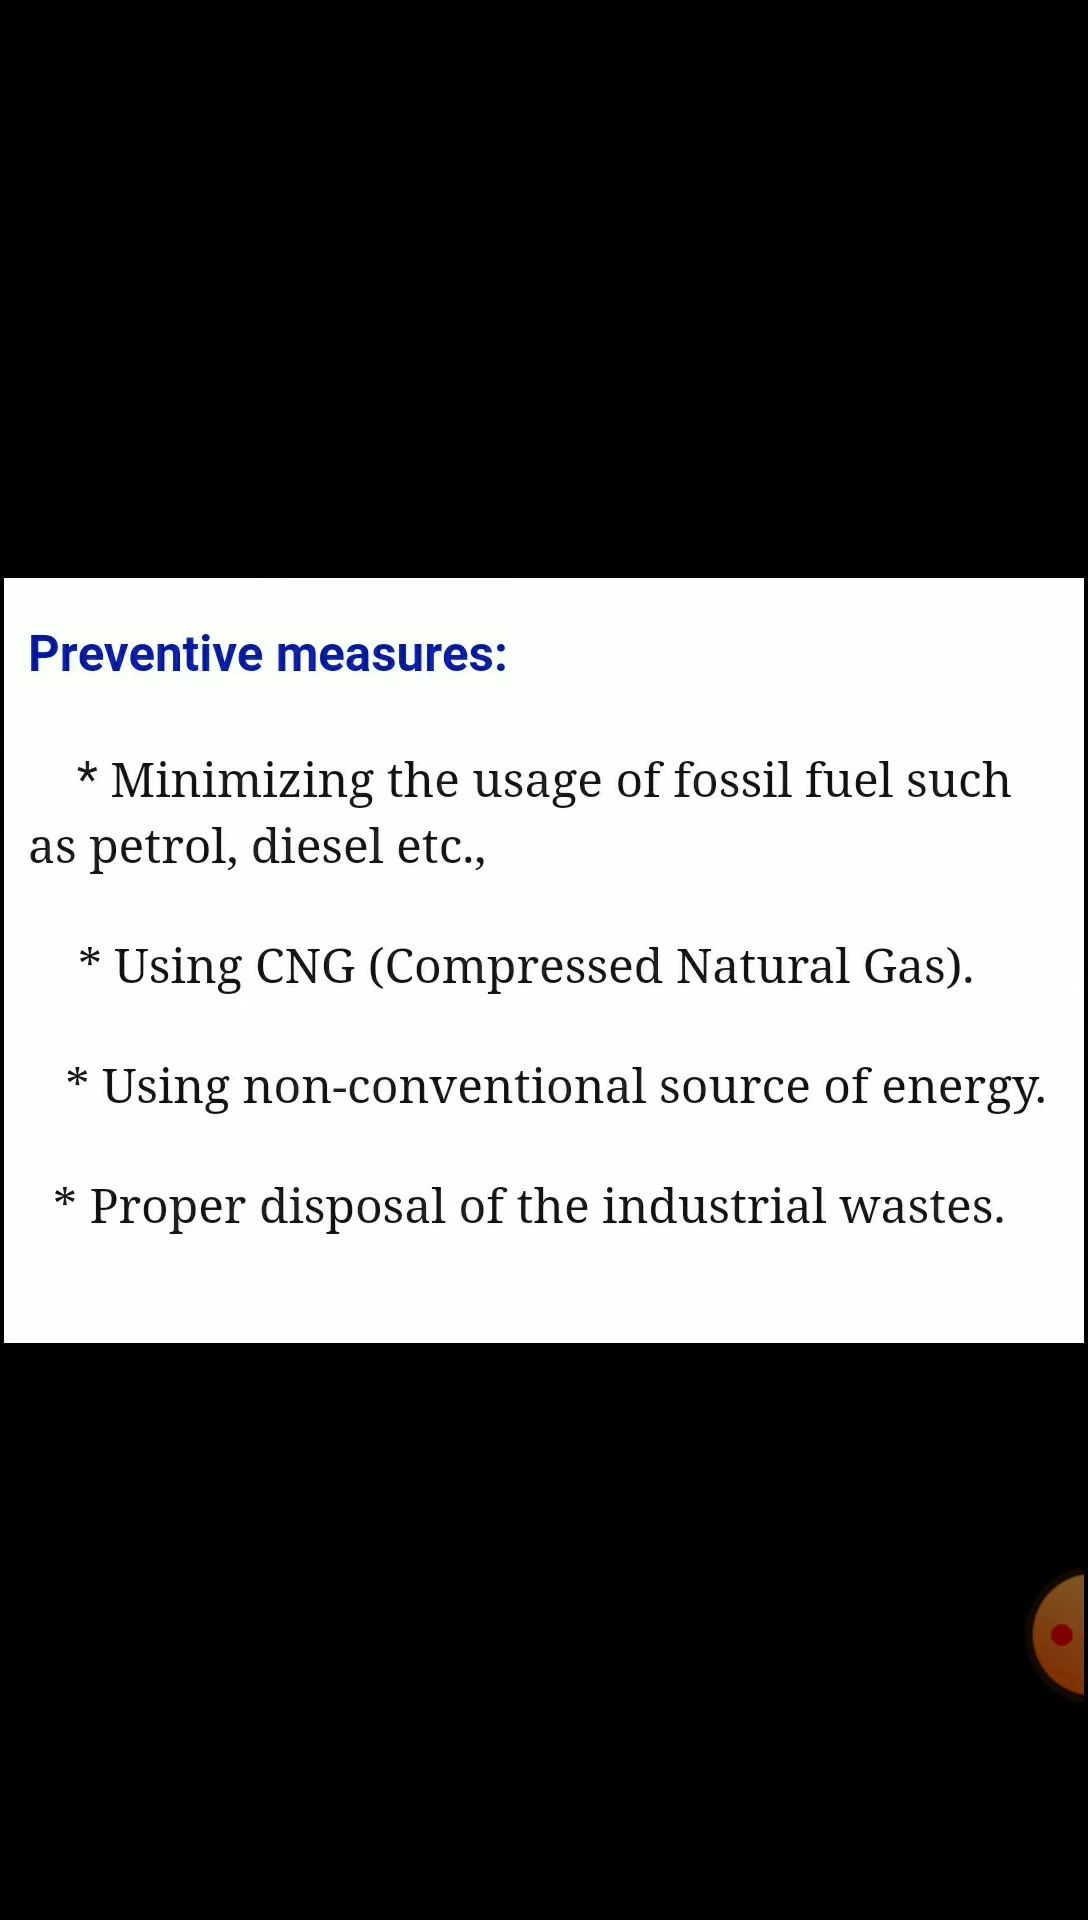 Preventive measures:
* Minimizing the usage of fossil fuel such
as petrol, diesel etc.,
* Using CNG (Compressed Natural Gas).
* Using non-conventional source of energy.
* Proper disposal of the industrial wastes.